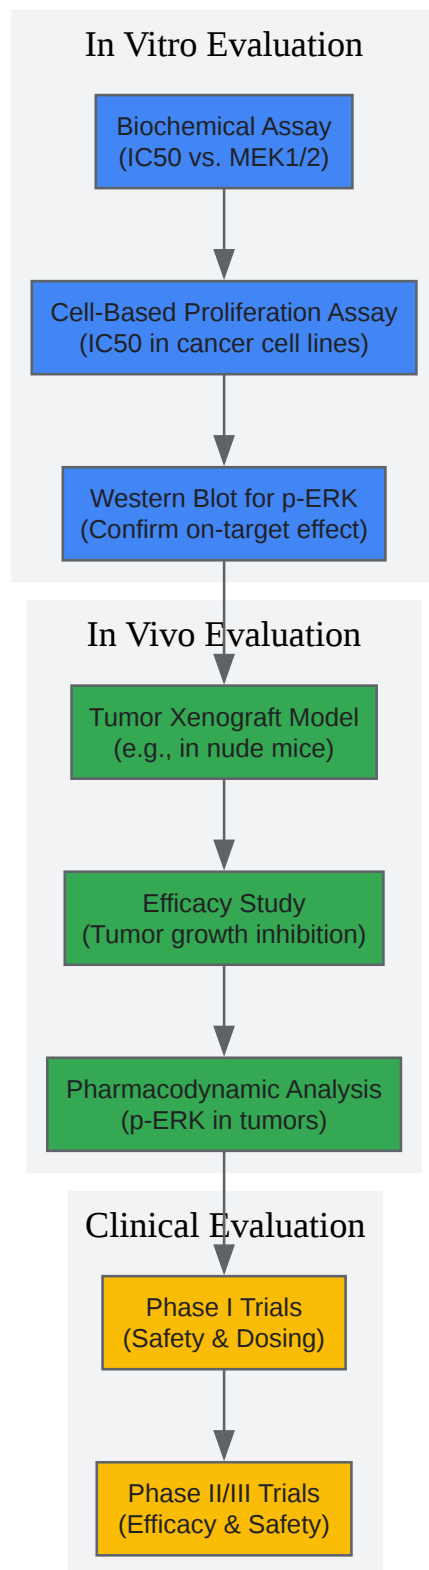 In Vitro Evaluation
Biochemical Assay
(IC50 vs. MEK1/2)
Cell-Based Proliferation Assay
(IC50 in cancer cell lines)
Western Blot for p-ERK
(Confirm on-target effect)
In Vivo Evaluation
Tumor Xenograft Model
(e.g., in nude mice)
Efficacy Study
(Tumor growth inhibition)
Pharmacodynamic Analysis
(p-ERK in tumors)
Clinical Evaluation
Phase I Trials
(Safety & Dosing)
Phase II/III Trials
(Efficacy & Safety)